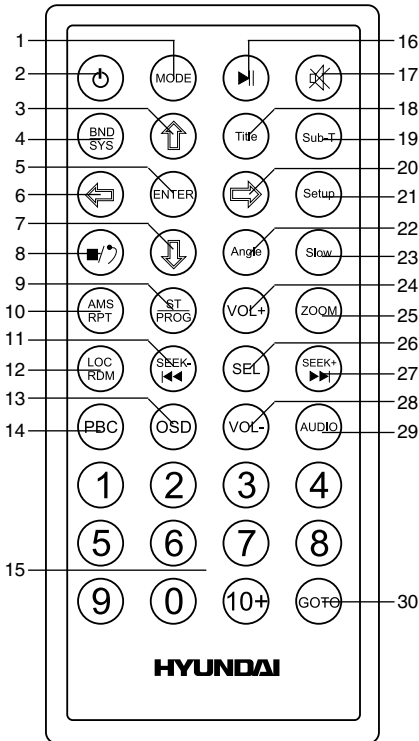 1 16
2 MODE 17
3 18
4 BND Title Sub-T 19
SYS
5 20
6 ENTER Setup 21
7 22
8 Angle Slow 23
9 24
10 AMS ST VOL+ ZOOM 25
RPT PROG
11 26
12 LOC SEEK- SEL SEEK+ 27
RDM
13 28
14 PBC OSD VOL- AUDIO 29
1 2 3 4
5 6 7 8
15
9 0 10+ GOTO 30
HYUNDAI